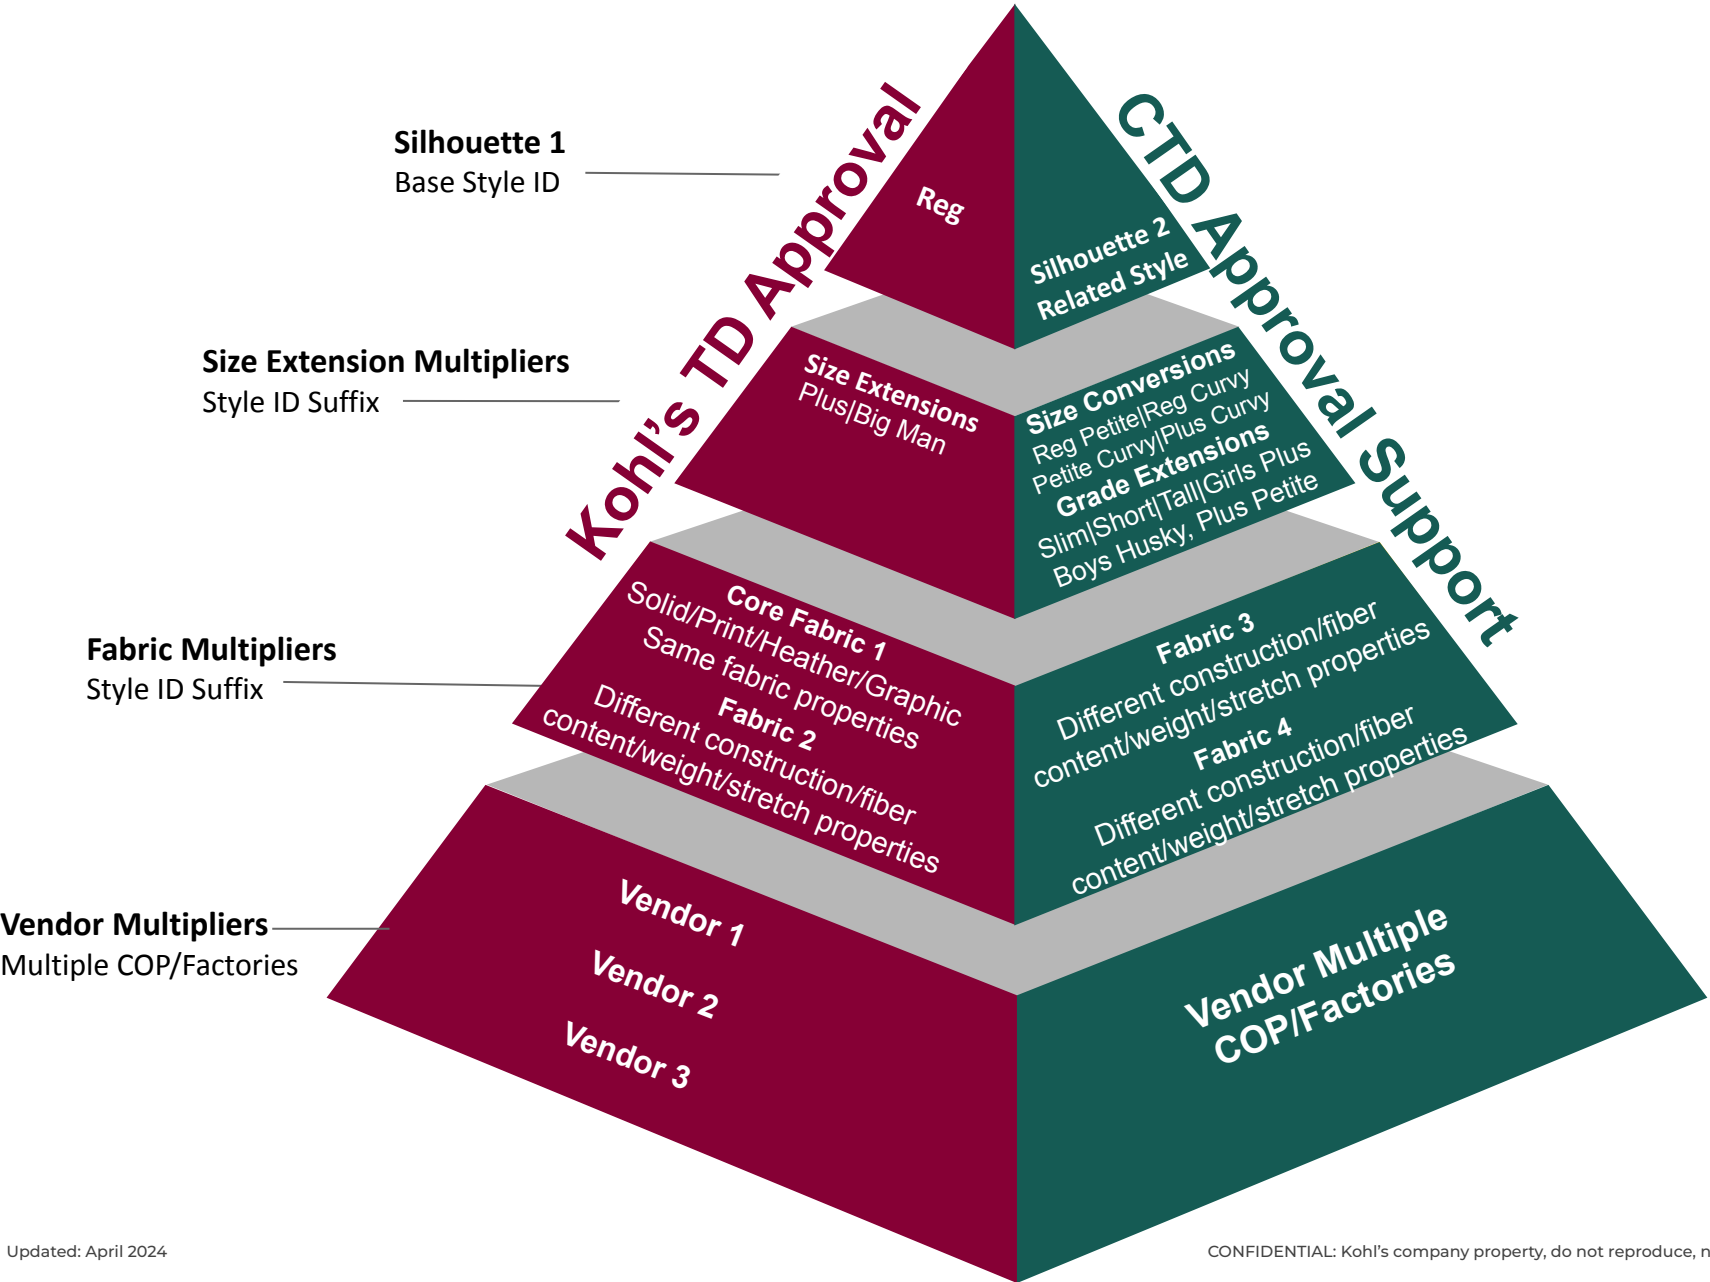 Kohl's TD Approval
CTD Approval Support
Silhouette 1
Base Style ID
Reg
Silhouette 2
Related Style
Size Extension Multipliers
Style ID Suffix
Size Extensions
Plus|Big Man
Size Conversions
Reg Petite|Reg Curvy
Petite Curvy|Plus Curvy
Grade Extensions
Slim|Short|Tall|Girls Plus
Boys Husky, Plus Petite
Fabric Multipliers
Style ID Suffix
Core Fabric 1
Solid/Print/Heather/Graphic
Same fabric properties
Fabric 2
Different construction/fiber
content/weight/stretch properties
Fabric 3
Different construction/fiber
content/weight/stretch properties
Fabric 4
Different construction/fiber
content/weight/stretch properties
Vendor Multipliers
Multiple COP/Factories
Vendor 1
Vendor 2
Vendor 3
Vendor Multiple
COP/Factories
Updated: April 2024
CONFIDENTIAL: Kohl's company property, do not reproduce, n